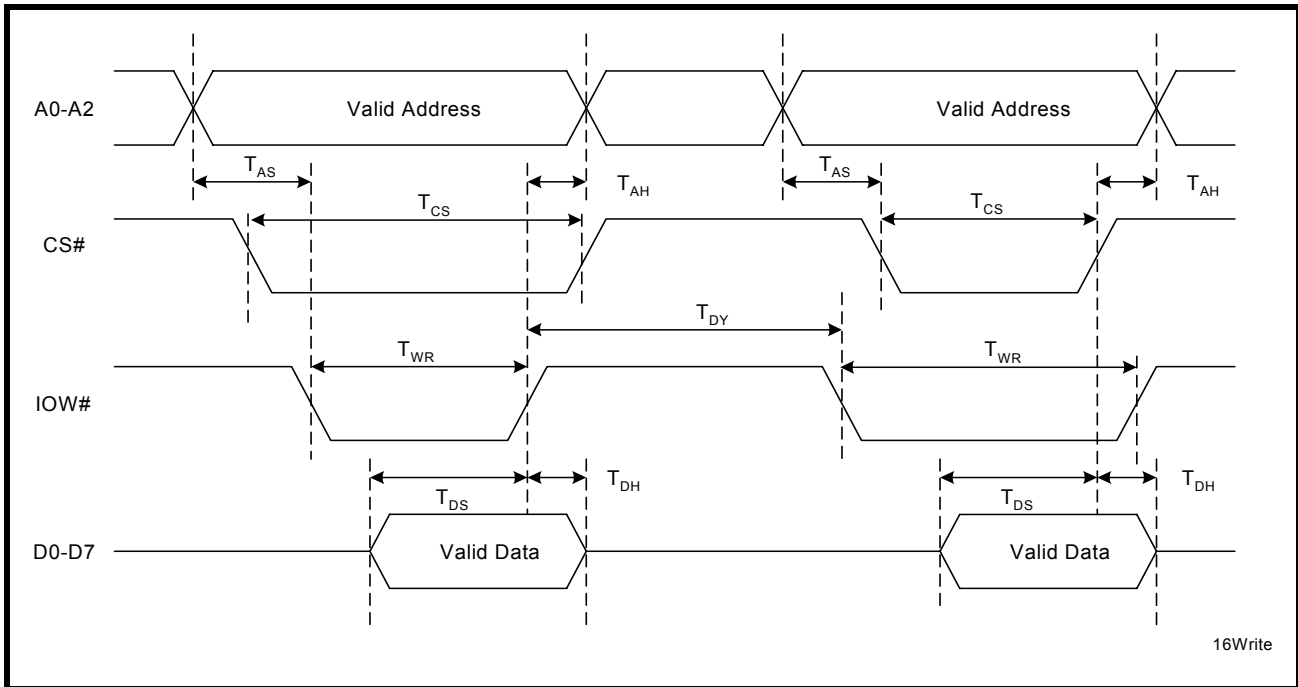 A0-A2
Valid Address
Valid Address
TAS
TAH
TAS
TAH
TCS
TCS
CS#
TDY
TWR
TWR
IOW#
TDS
TDH
TDS
TDH
D0-D7
Valid Data
Valid Data
16Write